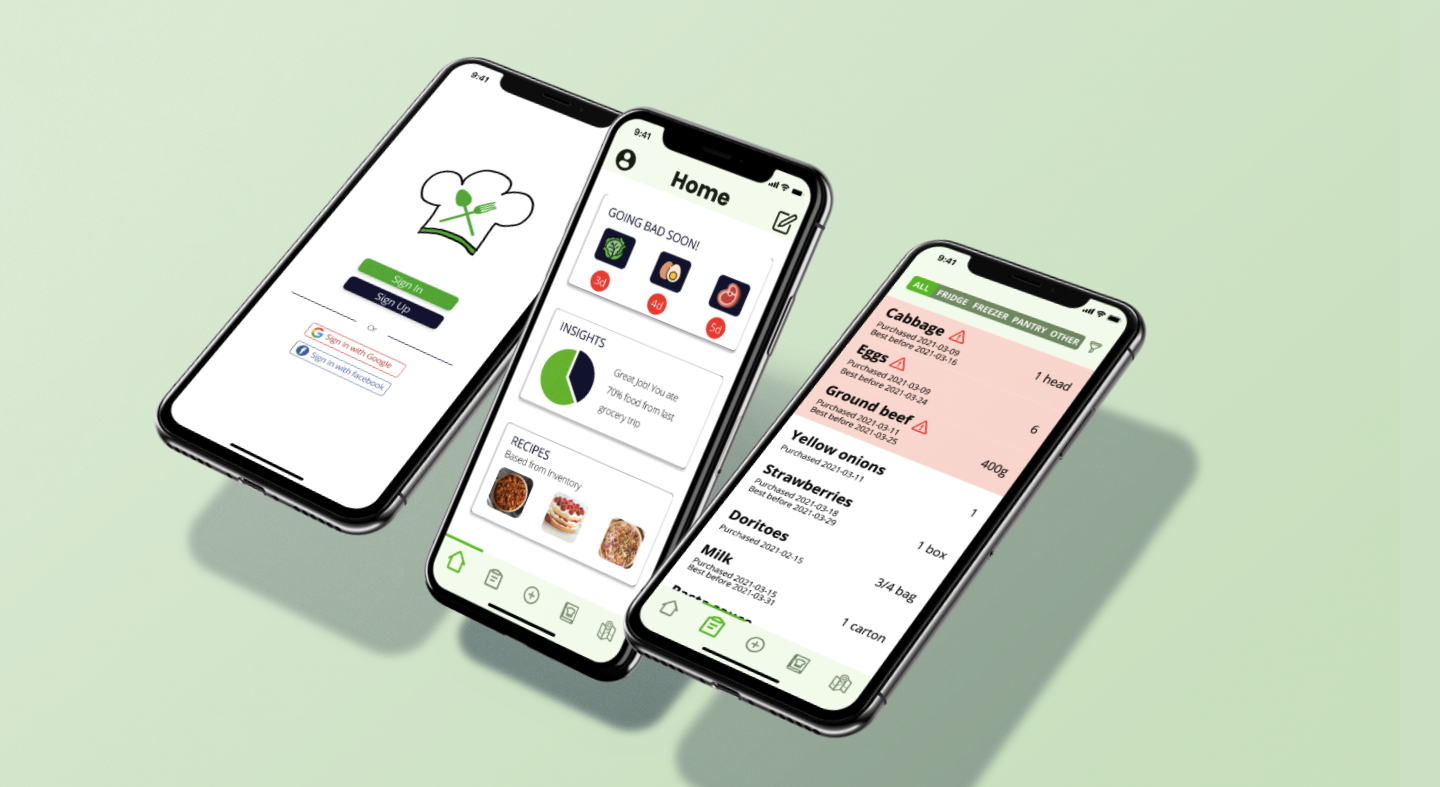 9:41
Sign In
Sign Up
Or
Sign in with Google
Sign in with facebook
9:41
Home
GOING BAD SOON!
3d
4d
5d
INSIGHTS
Great Job! You ate
70% food from last
grocery trip
RECIPES
Based from Inventory
9:41
ALL FRIDGE FREEZER PANTRY OTHER
Cabbage
Purchased 2021-03-09
Best before 2021-03-16
1 head
Eggs
Purchased 2021-03-09
Best before 2021-03-24
6
Ground beef
Purchased 2021-03-11
Best before 2021-03-25
400g
Yellow onions
Purchased 2021-03-11
1
Strawberries
Purchased 2021-03-18
Best before 2021-03-29
1 box
Doritoes
Purchased 2021-02-15
3/4 bag
Milk
Purchased 2021-03-15
Best before 2021-03-31
1 carton